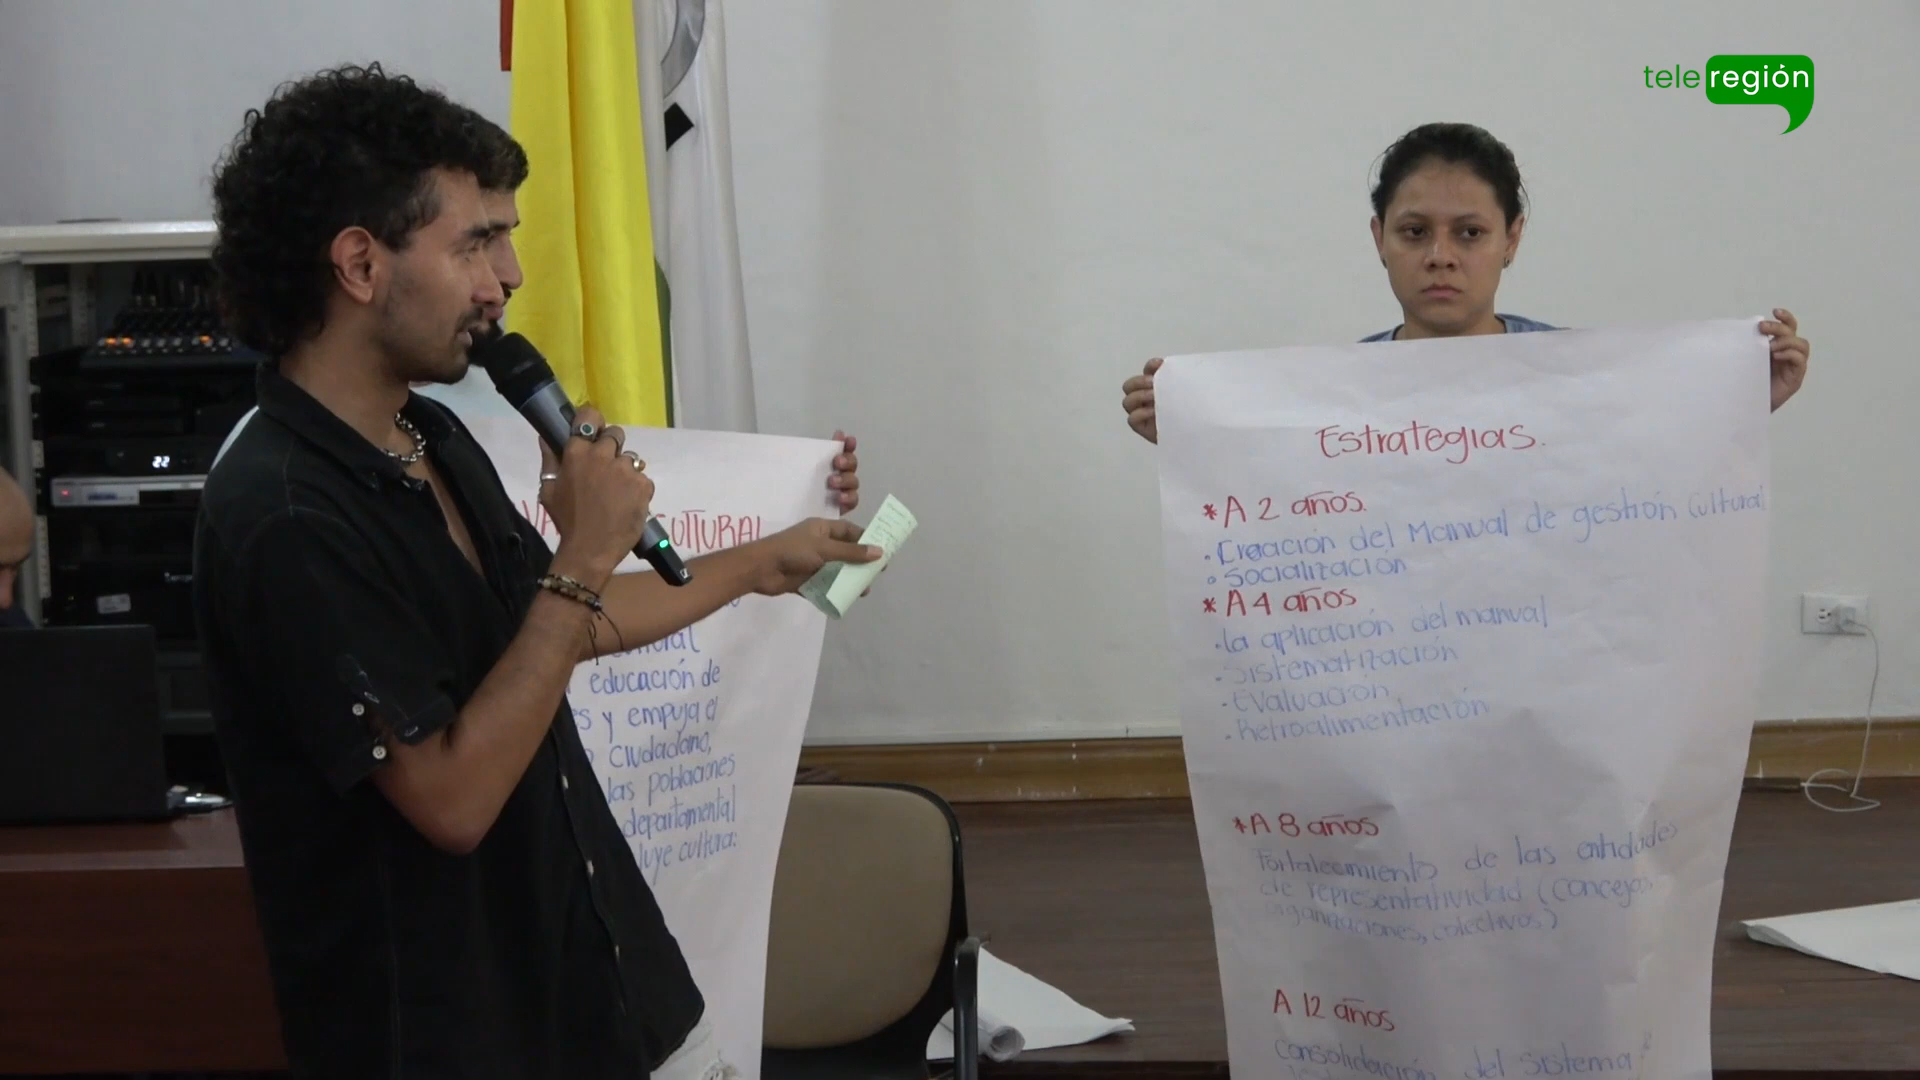 tele región
CULTURAL
educación de
y empuja el
ciudadano,
las poblaciones
departamental
cultura:
Estrategias.
* A 2 años.
. Creación del Manual de gestión Cultural
. Socialización
* A 4 años
. la aplicación del manual
. Sistematización
. Evaluación
. Retroalimentación
* A 8 años
Fortalecimiento de las entidades
de representatividad (concejos,
organizaciones, colectivos)
A 12 años
Consolidación del sistema
22